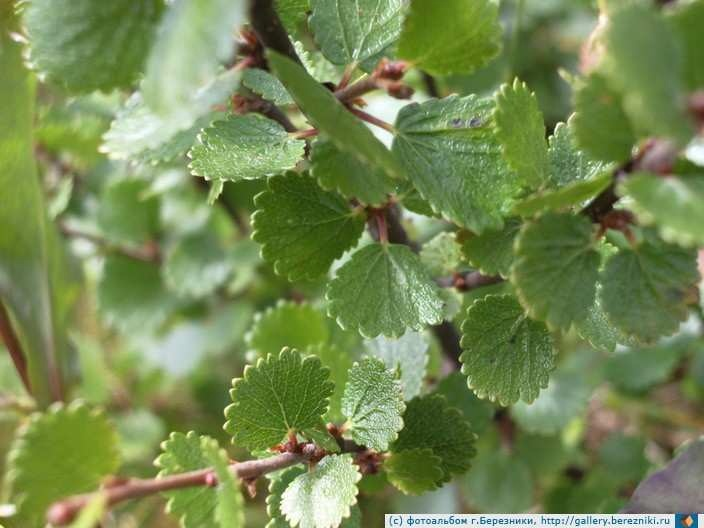 (c) фотоальбом г.Березники, http://gallery.berezniki.ru